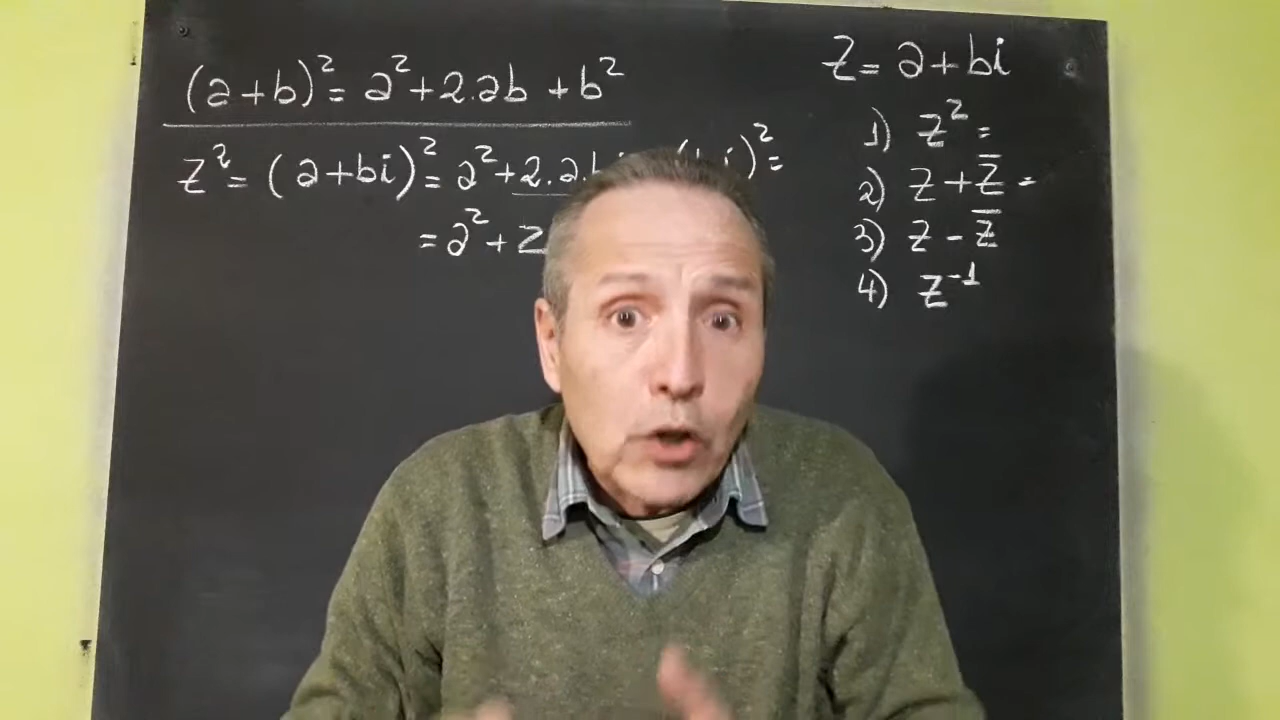 (a+b)² = a² + 2.ab + b²
z² = (a+bi)² = a² + 2.a.b )² =
= a² + 2
z = a + bi
1) z² =
2) z + z̅ =
3) z - z̅
4) z⁻¹